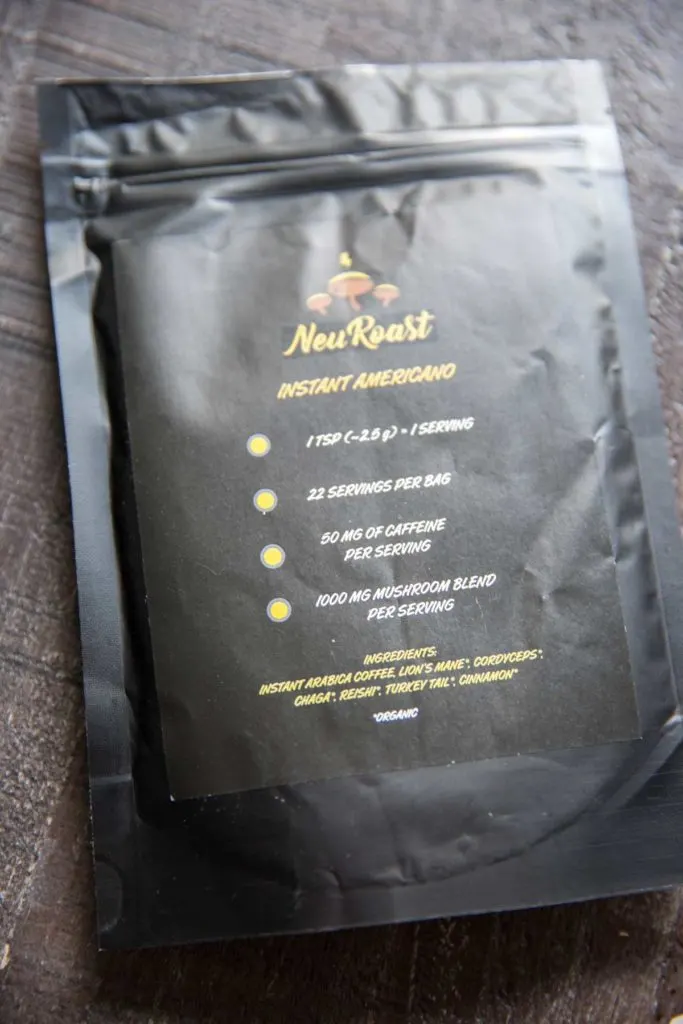 NeuRoast
INSTANT AMERICANO
1 TSP (~2.5 g) = 1 SERVING
22 SERVINGS PER BAG
50 MG OF CAFFEINE
PER SERVING
1000 MG MUSHROOM BLEND
PER SERVING
INGREDIENTS:
INSTANT ARABICA COFFEE, LION'S MANE*, CORDYCEPS*,
CHAGA*, REISHI*, TURKEY TAIL*, CINNAMON*
*ORGANIC